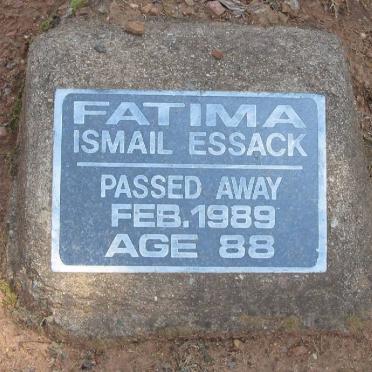 FATIMA
ISMAIL ESSACK
PASSED AWAY
FEB.1989
AGE 88